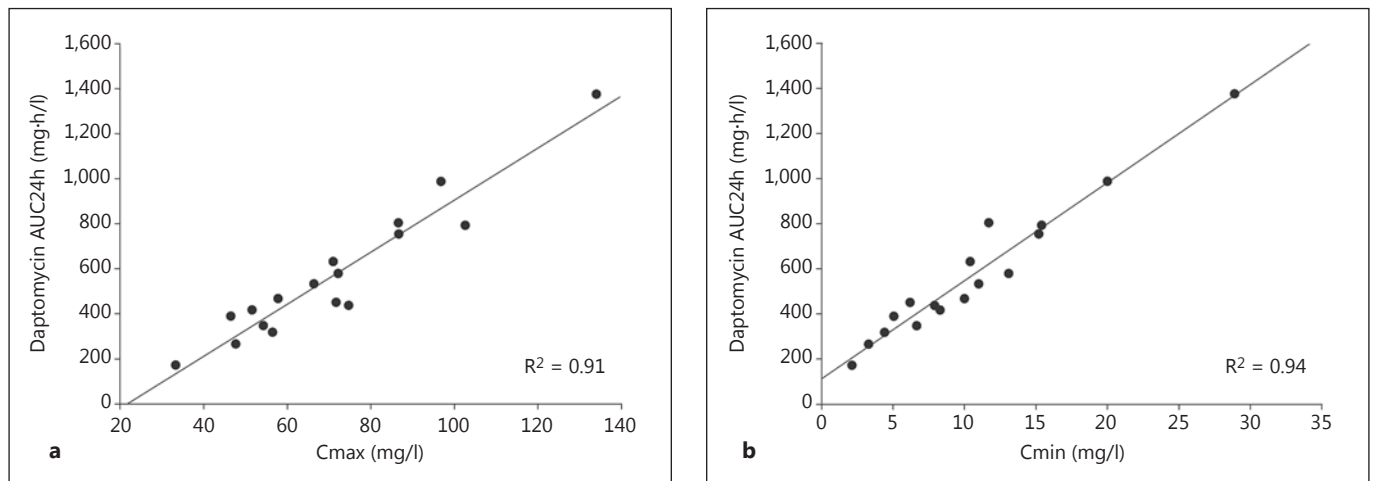 1,600
1,400
1,200
1,000
800
600
400
200
0
Daptomycin AUC24h (mg·h/l)
R² = 0.91
20 40 60 80 100 120 140
a
Cmax (mg/l)
1,600
1,400
1,200
1,000
800
600
400
200
0
Daptomycin AUC24h (mg·h/l)
R² = 0.94
0 5 10 15 20 25 30 35
b
Cmin (mg/l)